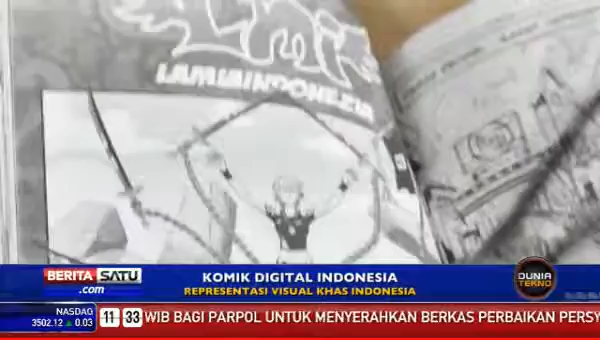 KOMIK DIGITAL INDONESIA
REPRESENTASI VISUAL KHAS INDONESIA
BERITA SATU
.com
DUNIA
TEKNO
NASDAQ
3502.12 ▲ 0.03
11 33 WIB BAGI PARPOL UNTUK MENYERAHKAN BERKAS PERBAIKAN PERSY